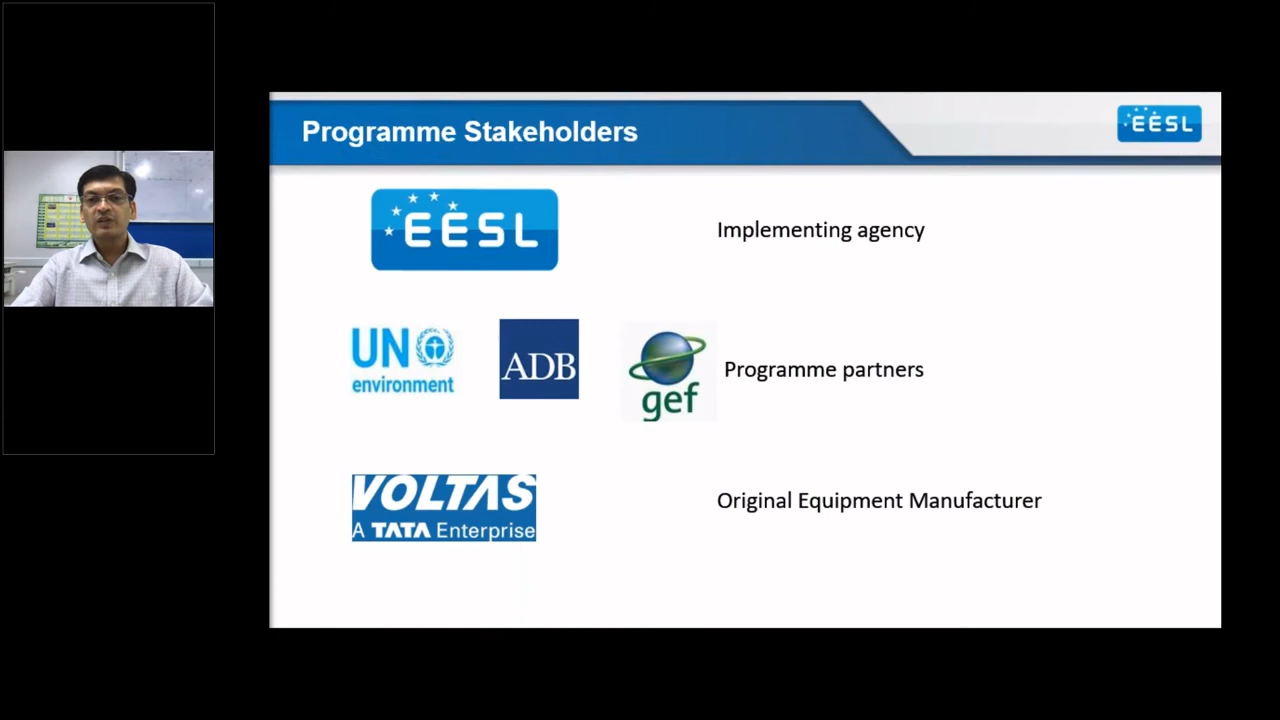 Programme Stakeholders
EESL
EESL
Implementing agency
UN
environment
ADB
gef
Programme partners
VOLTAS
A TATA Enterprise
Original Equipment Manufacturer